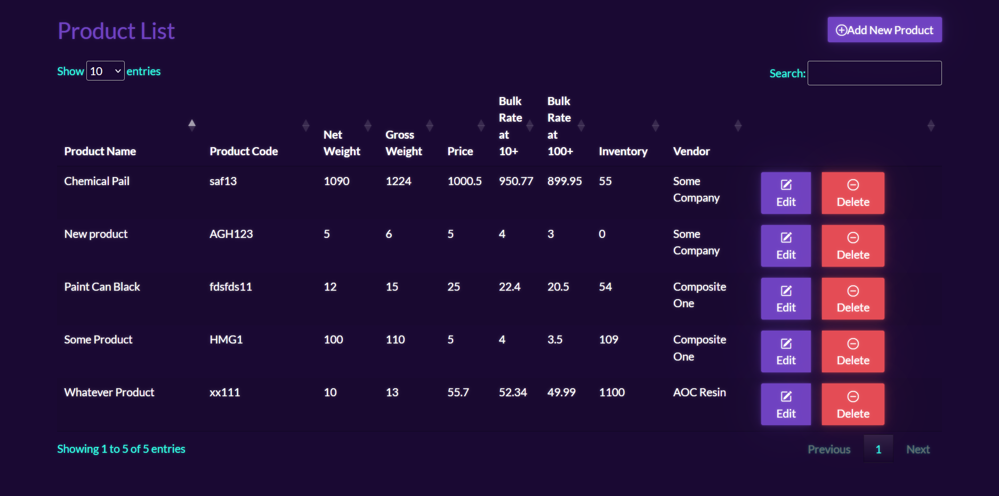 Product List
Add New Product
Show 10 entries
Search:
Product Name Product Code Net Weight Gross Weight Price Bulk Rate at 10+ Bulk Rate at 100+ Inventory Vendor
Chemical Pail saf13 1090 1224 1000.5 950.77 899.95 55 Some Company Edit Delete
New product AGH123 5 6 5 4 3 0 Some Company Edit Delete
Paint Can Black fdsfds11 12 15 25 22.4 20.5 54 Composite One Edit Delete
Some Product HMG1 100 110 5 4 3.5 109 Composite One Edit Delete
Whatever Product xx111 10 13 55.7 52.34 49.99 1100 AOC Resin Edit Delete
Showing 1 to 5 of 5 entries
Previous 1 Next